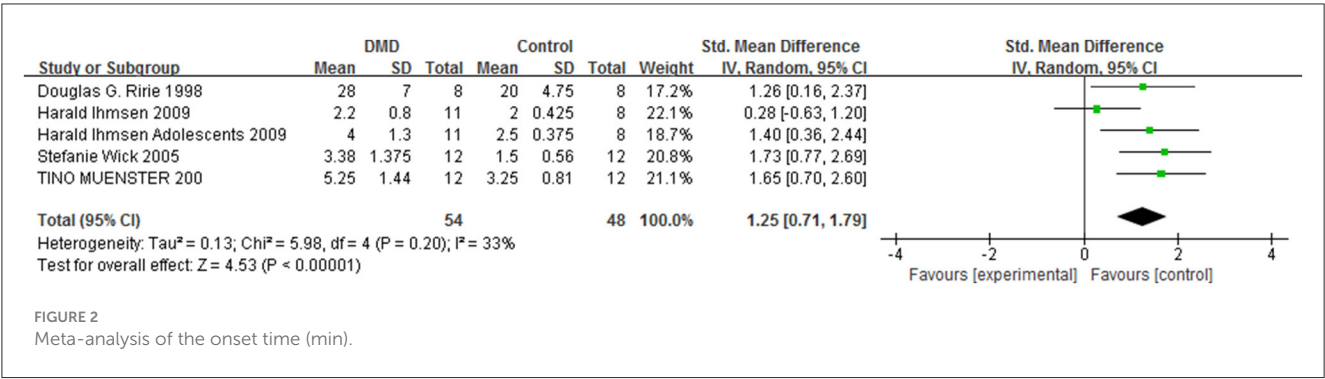 DMD Control Std. Mean Difference Std. Mean Difference
Study or Subgroup Mean SD Total Mean SD Total Weight IV, Random, 95% CI IV, Random, 95% CI
Douglas G. Ririe 1998 28 7 8 20 4.75 8 17.2% 1.26 [0.16, 2.37]
Harald Ihmsen 2009 2.2 0.8 11 2 0.425 8 22.1% 0.28 [-0.63, 1.20]
Harald Ihmsen Adolescents 2009 4 1.3 11 2.5 0.375 8 18.7% 1.40 [0.36, 2.44]
Stefanie Wick 2005 3.38 1.375 12 1.5 0.56 12 20.8% 1.73 [0.77, 2.69]
TINO MUENSTER 200 5.25 1.44 12 3.25 0.81 12 21.1% 1.65 [0.70, 2.60]
Total (95% CI) 54 48 100.0% 1.25 [0.71, 1.79]
Heterogeneity: Tau² = 0.13; Chi² = 5.98, df = 4 (P = 0.20); I² = 33%
Test for overall effect: Z = 4.53 (P < 0.00001)
-4 -2 0 2 4
Favours [experimental] Favours [control]
FIGURE 2
Meta-analysis of the onset time (min).